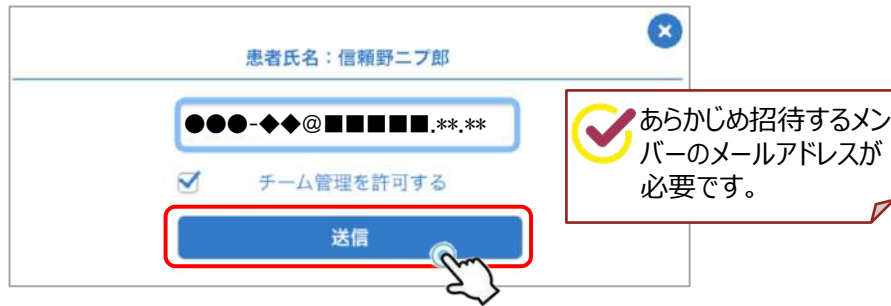 患者氏名：信頼野ニプ郎
●●●-◆◆@■■■■■.**.**
チーム管理を許可する
送信
あらかじめ招待するメン
バーのメールアドレスが
必要です。